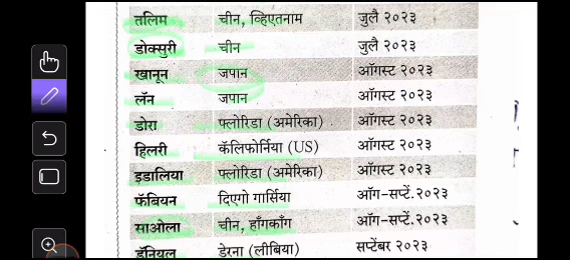 तलिम चीन, व्हिएतनाम जुलै २०२३
डोक्सुरी चीन जुलै २०२३
खानून जपान ऑगस्ट २०२३
लॅन जपान ऑगस्ट २०२३
डोरा फ्लोरिडा (अमेरिका) ऑगस्ट २०२३
हिलरी कॅलिफोर्निया (US) ऑगस्ट २०२३
इडालिया फ्लोरिडा (अमेरिका) ऑगस्ट २०२३
फॅबियन दिएगो गार्सिया ऑग-सप्टें.२०२३
साओला चीन, हाँगकाँग ऑग-सप्टें.२०२३
डॅनियल डेरना (लीबिया) सप्टेंबर २०२३